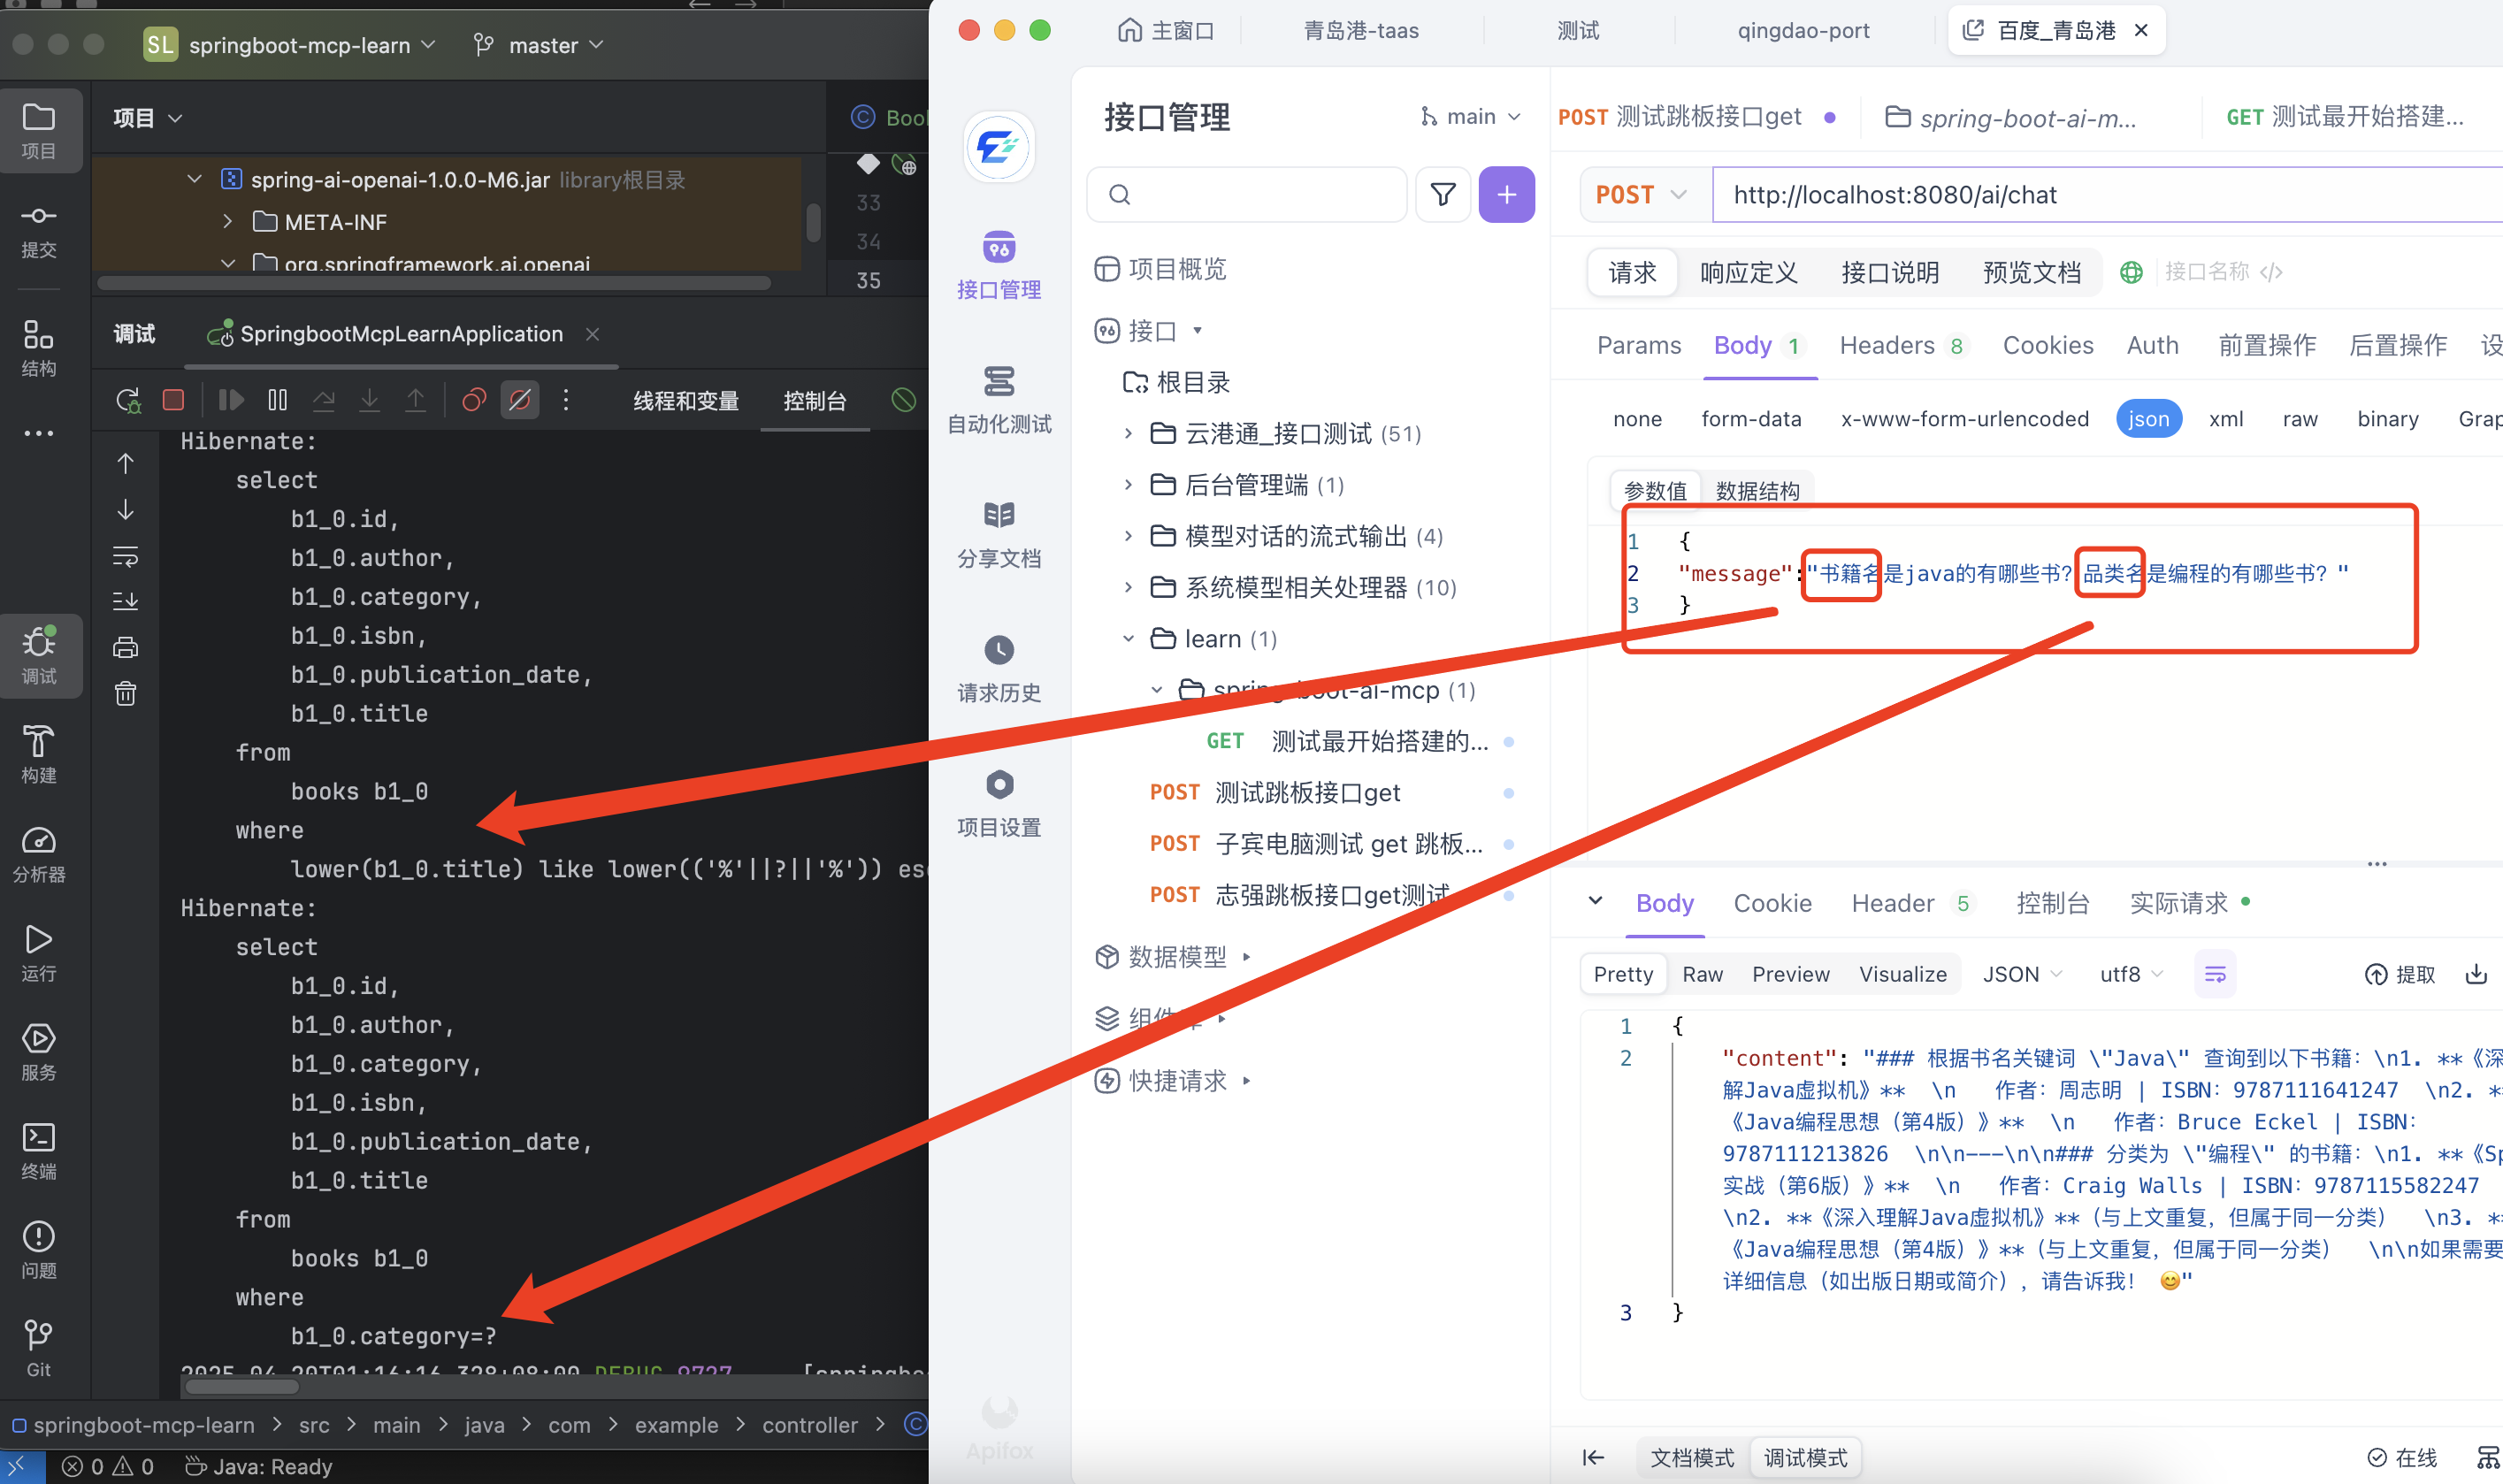 SL springboot-mcp-learn
master
项目
提交
结构
调试
构建
分析器
运行
服务
终端
问题
Git
项目
spring-ai-openai-1.0.0-M6.jar library根目录
META-INF
org.springframework.ai.openai
33
34
35
调试
SpringbootMcpLearnApplication
线程和变量
控制台
Hibernate:
select
b1_0.id,
b1_0.author,
b1_0.category,
b1_0.isbn,
b1_0.publication_date,
b1_0.title
from
books b1_0
where
lower(b1_0.title) like lower(('%'||?||'%'))
Hibernate:
select
b1_0.id,
b1_0.author,
b1_0.category,
b1_0.isbn,
b1_0.publication_date,
b1_0.title
from
books b1_0
where
b1_0.category=?
springboot-mcp-learn > src > main > java > com > example > controller >
0 0 Java: Ready
主窗口
青岛港-taas
测试
qingdao-port
百度_青岛港
接口管理
自动化测试
分享文档
请求历史
项目设置
Apifox
接口管理
main
项目概览
接口
根目录
云港通_接口测试 (51)
后台管理端 (1)
模型对话的流式输出 (4)
系统模型相关处理器 (10)
learn (1)
spring-boot-ai-mcp (1)
GET 测试最开始搭建的...
POST 测试跳板接口get
POST 子宾电脑测试 get 跳板...
POST 志强跳板接口get测试
数据模型
快捷请求
POST 测试跳板接口get
spring-boot-ai-m...
GET 测试最开始搭建...
POST http://localhost:8080/ai/chat
请求 响应定义 接口说明 预览文档 接口名称
Params Body 1 Headers 8 Cookies Auth 前置操作 后置操作
none form-data x-www-form-urlencoded json xml raw binary
参数值 数据结构
1 {
2 "message":"书籍名是java的有哪些书？品类名是编程的有哪些书？"
3 }
Body Cookie Header 5 控制台 实际请求
Pretty Raw Preview Visualize JSON utf8 提取
1 {
2 "content": "### 根据书名关键词 \"Java\" 查询到以下书籍：\n1. **《深
解Java虚拟机》** \n 作者：周志明 | ISBN：9787111641247 \n2. *
《Java编程思想（第4版）》** \n 作者：Bruce Eckel | ISBN：
9787111213826 \n\n---\n\n### 分类为 \"编程\" 的书籍：\n1. **《Sp
实战（第6版）》** \n 作者：Craig Walls | ISBN：9787115582247
\n2. **《深入理解Java虚拟机》**（与上文重复，但属于同一分类） \n3. *
《Java编程思想（第4版）》**（与上文重复，但属于同一分类） \n\n如果需要
详细信息（如出版日期或简介），请告诉我！ 😊"
3 }
文档模式 调试模式
在线